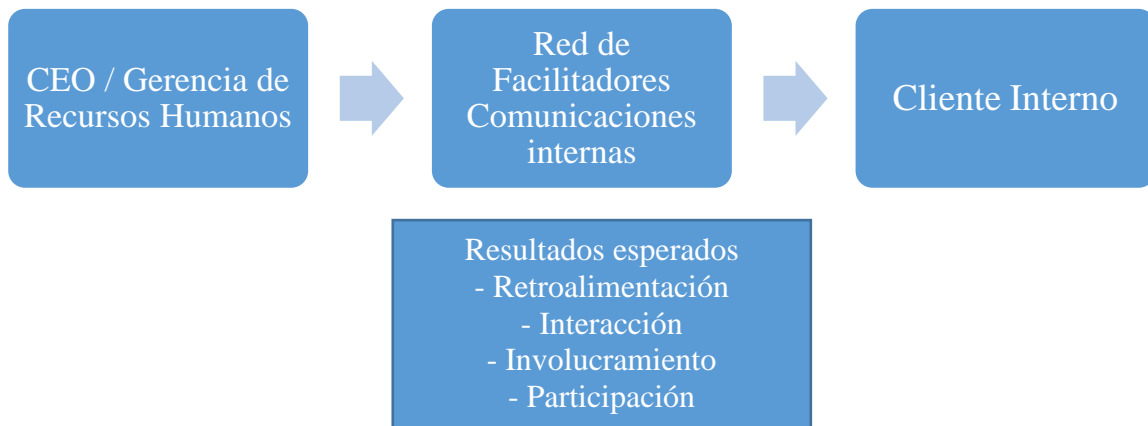 CEO / Gerencia de
Recursos Humanos
Red de
Facilitadores
Comunicaciones
internas
Cliente Interno
Resultados esperados
- Retroalimentación
- Interacción
- Involucramiento
- Participación